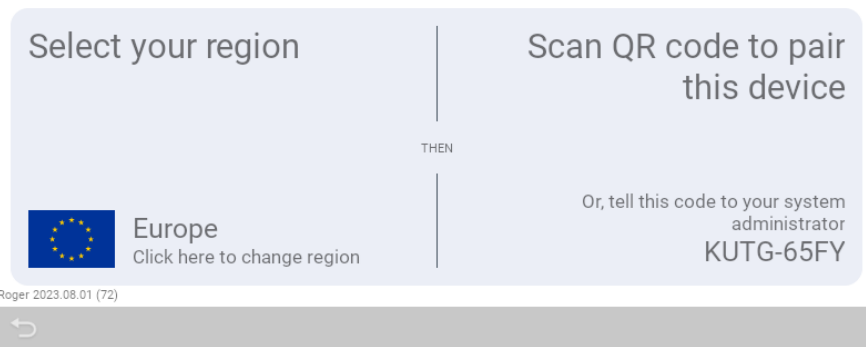 Select your region
Scan QR code to pair
this device
THEN
Europe
Click here to change region
Or, tell this code to your system
administrator
KUTG-65FY
Roger 2023.08.01 (72)